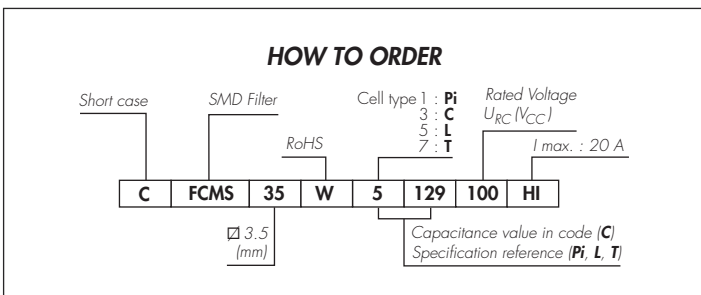 HOW TO ORDER
Short case
SMD Filter
Cell type 1 : Pi
3 : C
5 : L
7 : T
Rated Voltage
URC (VCC)
RoHS
I max. : 20 A
C FCMS 35 W 5 129 100 HI
3.5
(mm)
Capacitance value in code (C)
Specification reference (Pi, L, T)